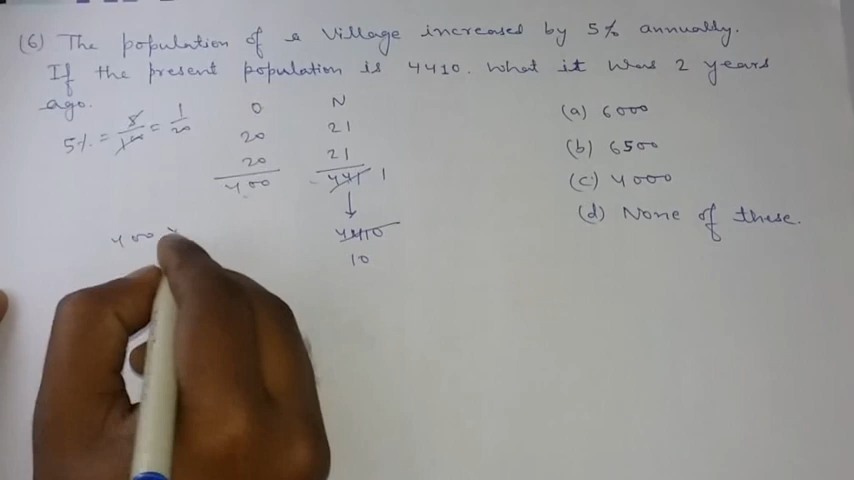 (6) The population of a Village increased by 5% annually.
If the present population is 4410. What it was 2 years
ago.
5% = 5/100 = 1/20
O N
20 21
20 21
400 441 1
4410
10
400 ×
(a) 6000
(b) 6500
(c) 4000
(d) None of these.